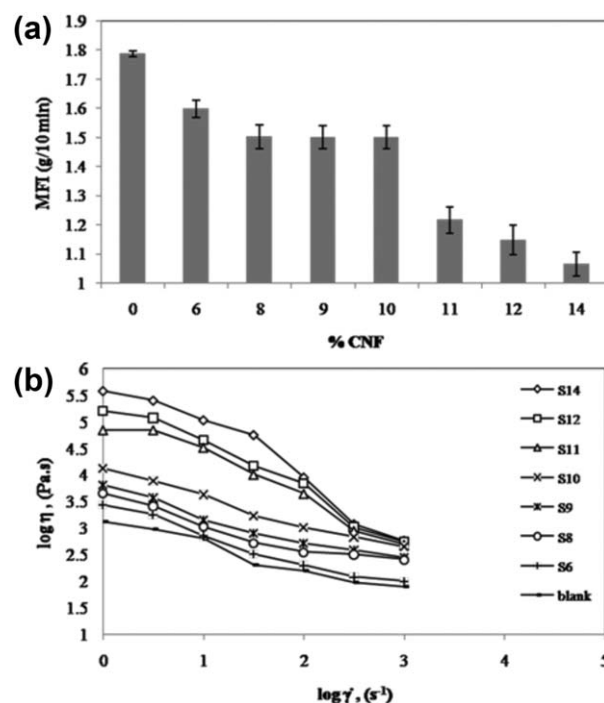 (a)
1.9
1.8
1.7
1.6
1.5
1.4
1.3
1.2
1.1
1
MFI (g/10 min)
0 6 8 9 10 11 12 14
% CNF
(b)
6
5.5
5
4.5
4
3.5
3
2.5
2
1.5
1
log η , (Pa.s)
S14
S12
S11
S10
S9
S8
S6
blank
0 1 2 3 4 5
log γ̇ , (s⁻¹)